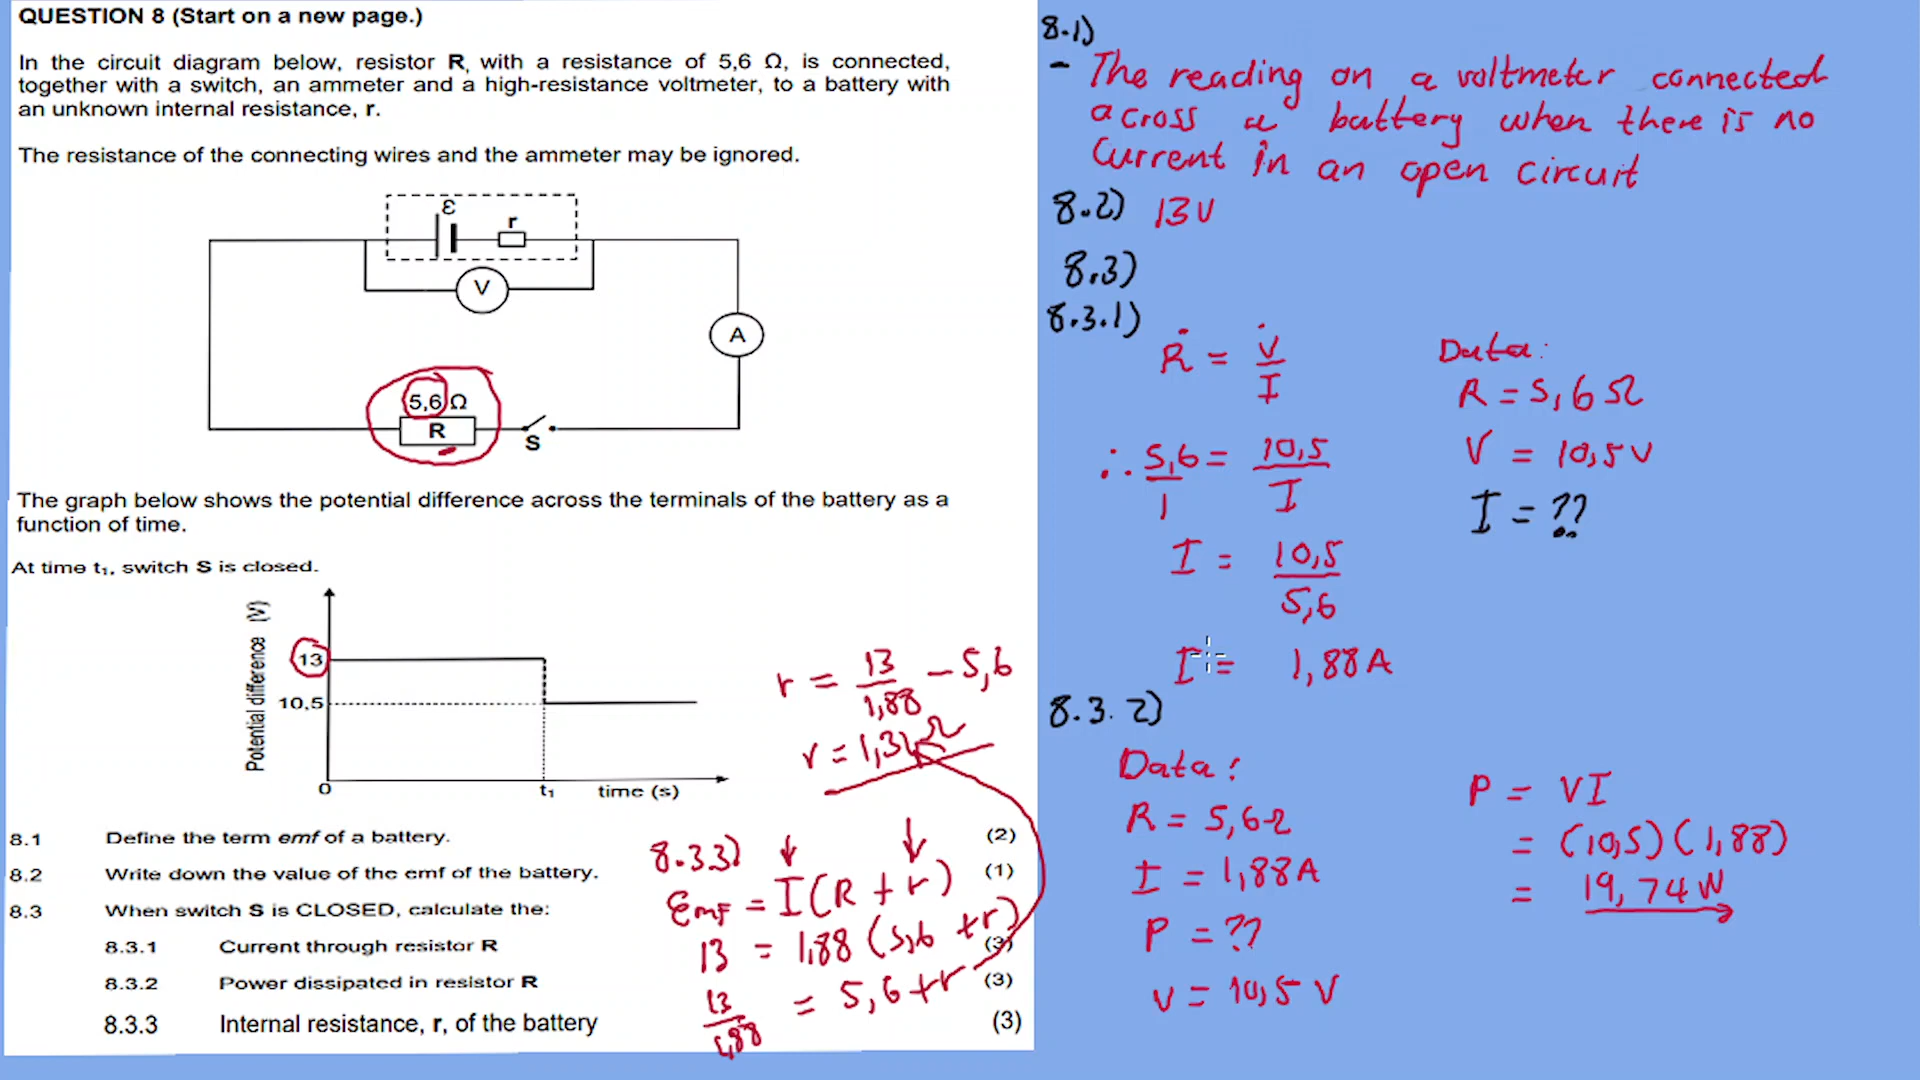 QUESTION 8 (Start on a new page.)
In the circuit diagram below, resistor R, with a resistance of 5,6 Ω, is connected,
together with a switch, an ammeter and a high-resistance voltmeter, to a battery with
an unknown internal resistance, r.
The resistance of the connecting wires and the ammeter may be ignored.
ε
r
V
A
5,6 Ω
R
S
The graph below shows the potential difference across the terminals of the battery as a
function of time.
At time t₁, switch S is closed.
Potential difference (V)
13
10,5
0
t₁
time (s)
8.1 Define the term emf of a battery. (2)
8.2 Write down the value of the emf of the battery. (1)
8.3 When switch S is CLOSED, calculate the:
8.3.1 Current through resistor R (3)
8.3.2 Power dissipated in resistor R (3)
8.3.3 Internal resistance, r, of the battery (3)
8.1)
- The reading on a voltmeter connected
across a battery when there is no
current in an open circuit
8.2) 13V
8.3)
8.3.1)
R = V/I
∴ 5,6/1 = 10,5/I
I = 10,5/5,6
I = 1,88A
Data:
R = 5,6Ω
V = 10,5V
I = ??
8.3.2)
Data:
R = 5,6Ω
I = 1,88A
P = ??
V = 10,5 V
P = VI
= (10,5)(1,88)
= 19,74W
8.3.3)
Emf = I(R + r)
13 = 1,88 (5,6 + r)
13/1,88 = 5,6 + r
r = 13/1,88 - 5,6